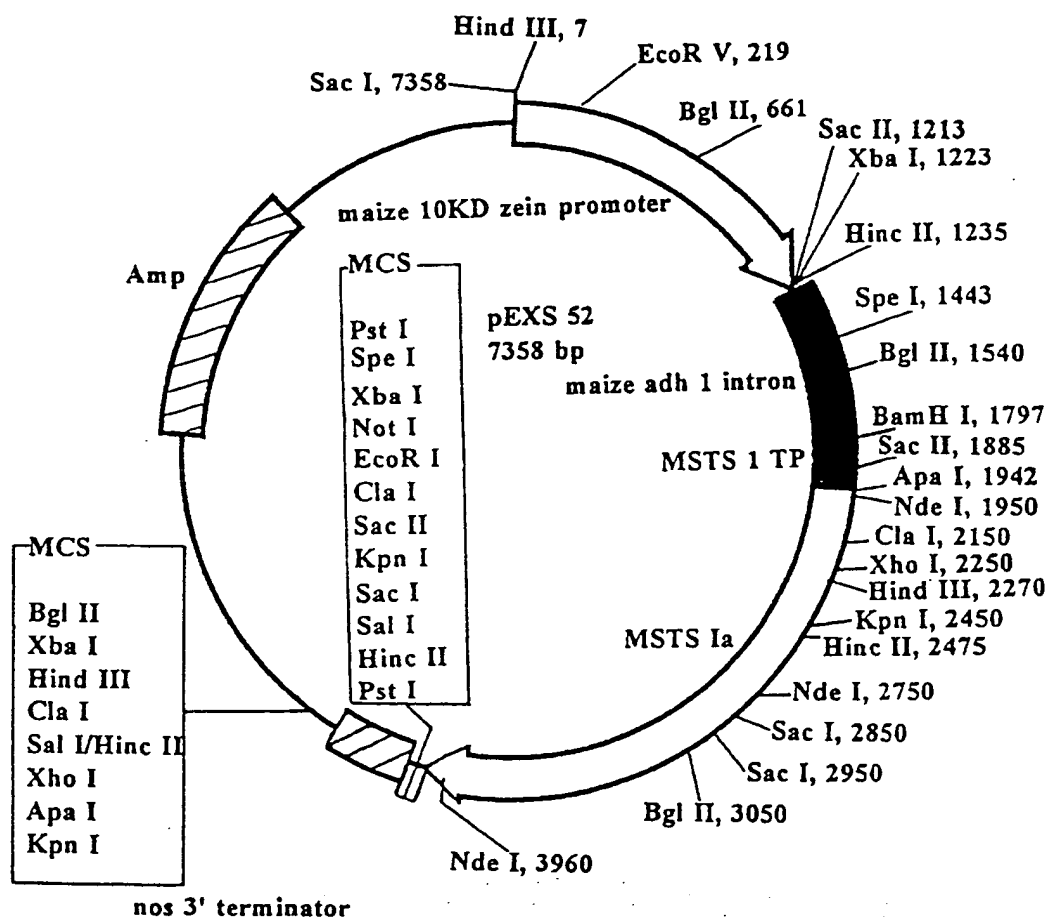 Hind III, 7
Sac I, 7358
EcoR V, 219
Bgl II, 661
Sac II, 1213
Xba I, 1223
Hinc II, 1235
Spe I, 1443
Bgl II, 1540
BamH I, 1797
Sac II, 1885
Apa I, 1942
Nde I, 1950
Cla I, 2150
Xho I, 2250
Hind III, 2270
Kpn I, 2450
Hinc II, 2475
Nde I, 2750
Sac I, 2850
Sac I, 2950
Bgl II, 3050
Nde I, 3960
maize 10KD zein promoter
maize adh 1 intron
MSTS 1 TP
MSTS Ia
pEXS 52
7358 bp
Amp
MCS
Pst I
Spe I
Xba I
Not I
EcoR I
Cla I
Sac II
Kpn I
Sac I
Sal I
Hinc II
Pst I
MCS
Bgl II
Xba I
Hind III
Cla I
Sal I/Hinc II
Xho I
Apa I
Kpn I
nos 3' terminator